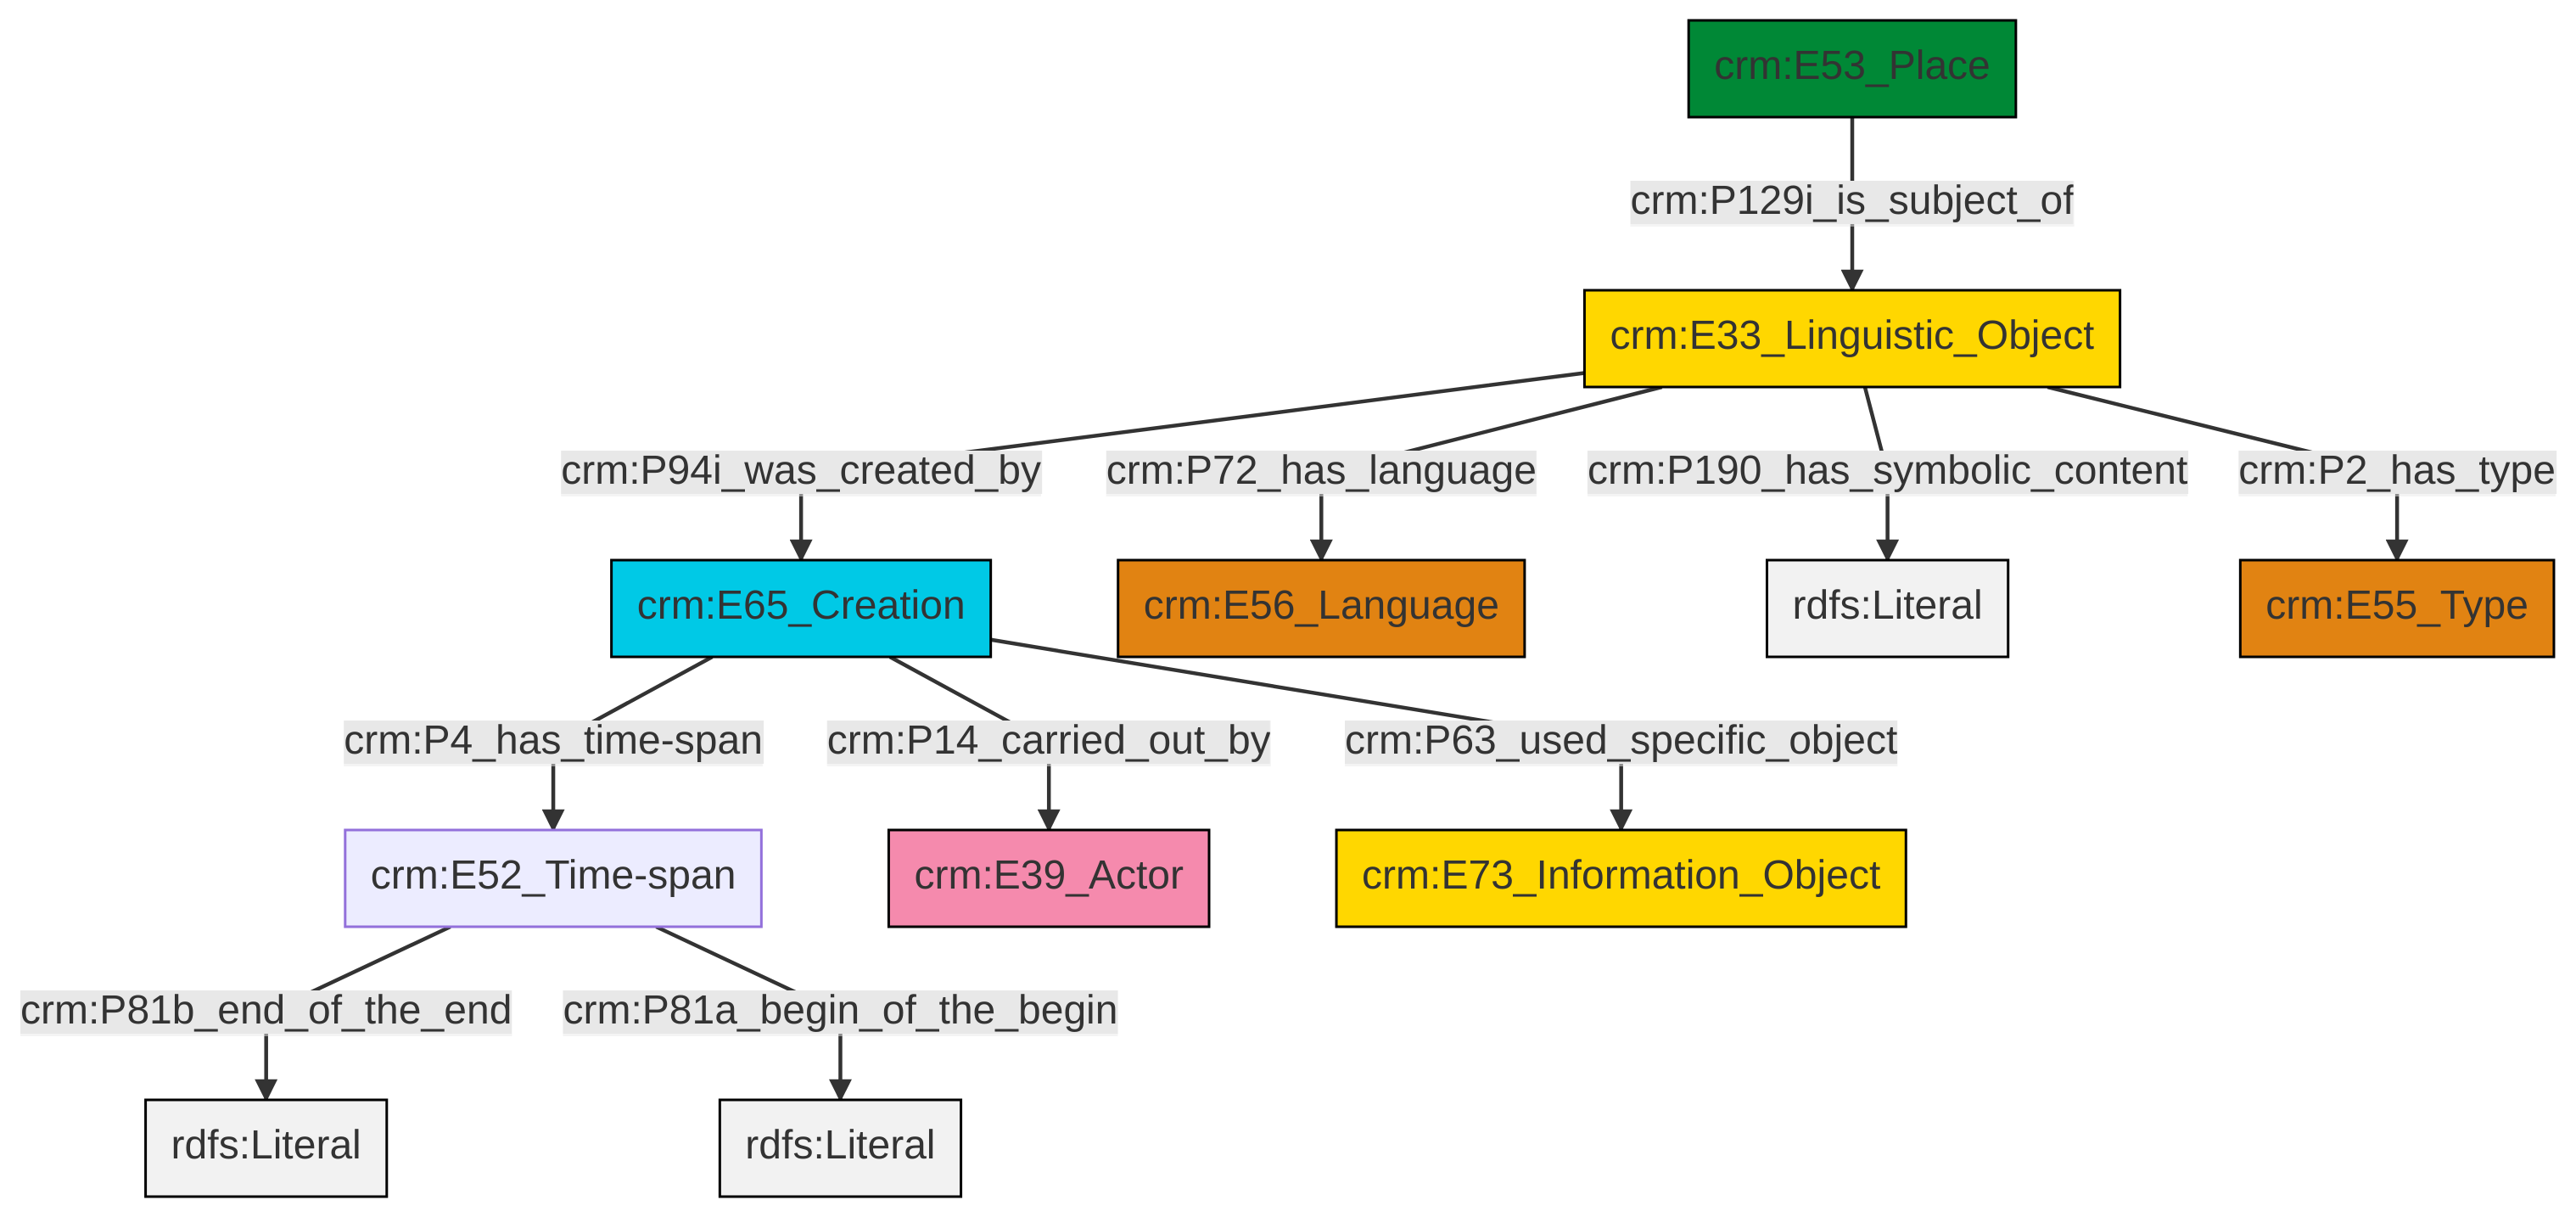 crm:E53_Place
crm:P129i_is_subject_of
crm:E33_Linguistic_Object
crm:P94i_was_created_by
crm:P72_has_language
crm:P190_has_symbolic_content
crm:P2_has_type
crm:E65_Creation
crm:E56_Language
rdfs:Literal
crm:E55_Type
crm:P4_has_time-span
crm:P14_carried_out_by
crm:P63_used_specific_object
crm:E52_Time-span
crm:E39_Actor
crm:E73_Information_Object
crm:P81b_end_of_the_end
crm:P81a_begin_of_the_begin
rdfs:Literal
rdfs:Literal